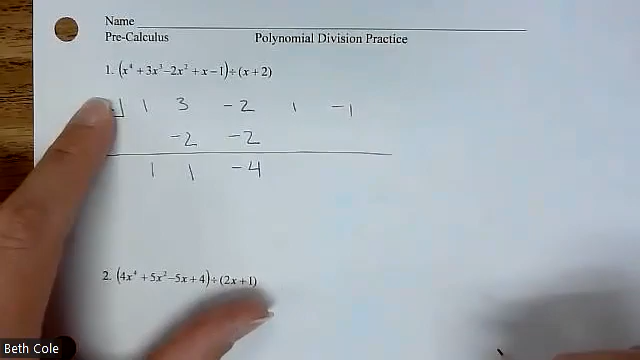 Name
Pre-Calculus Polynomial Division Practice
1. (x⁴ + 3x³ – 2x² + x – 1) ÷ (x + 2)
1 3 -2 1 -1
-2 -2
1 1 -4
2. (4x⁴ + 5x² – 5x + 4) ÷ (2x + 1)
Beth Cole